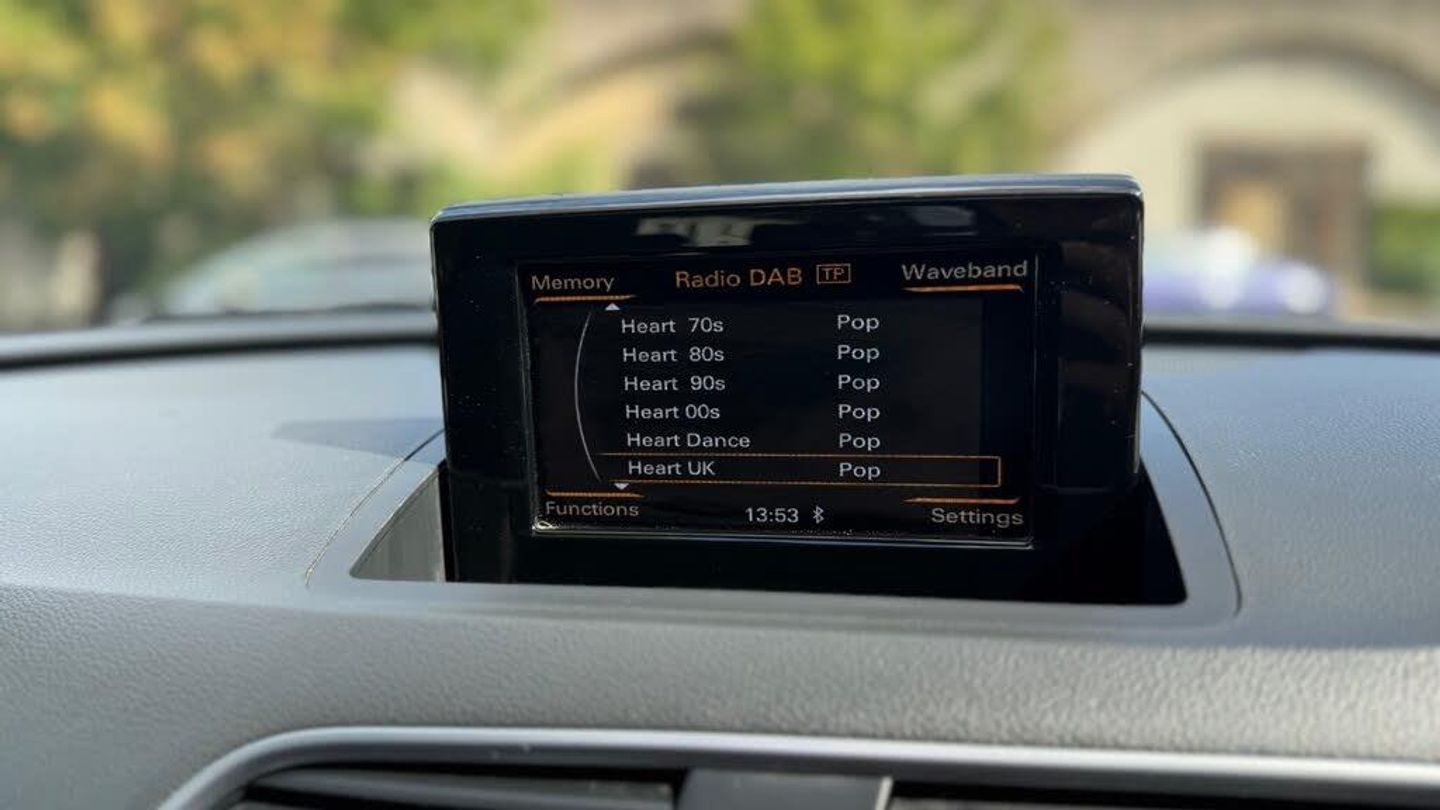 Memory Radio DAB TP Waveband
Heart 70s Pop
Heart 80s Pop
Heart 90s Pop
Heart 00s Pop
Heart Dance Pop
Heart UK Pop
Functions 13:53 Settings